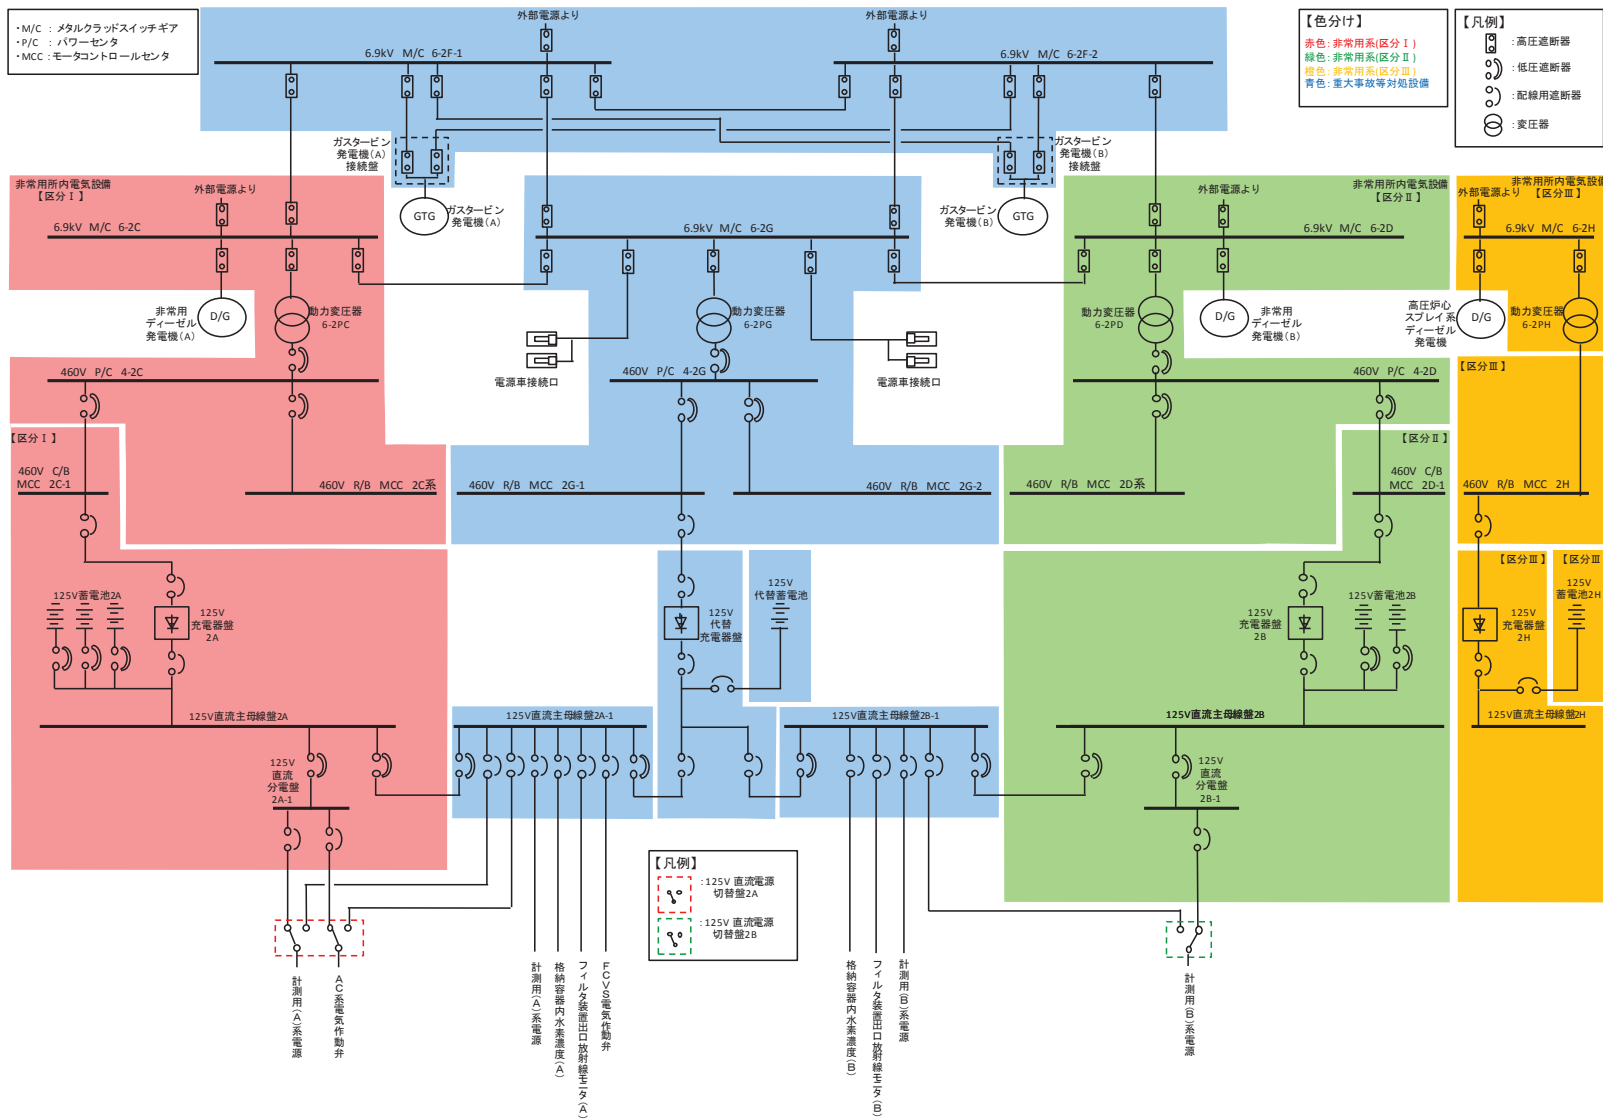 ・M/C ： メタルクラッドスイッチギア
・P/C ： パワーセンタ
・MCC ：モータコントロールセンタ
外部電源より
外部電源より
6.9kV M/C 6-2F-1
6.9kV M/C 6-2F-2
【色分け】
赤色：非常用系(区分Ⅰ)
緑色：非常用系(区分Ⅱ)
橙色：非常用系(区分Ⅲ)
青色：重大事故等対処設備
【凡例】
：高圧遮断器
：低圧遮断器
：配線用遮断器
：変圧器
ガスタービン
発電機(A)
接続盤
ガスタービン
発電機(B)
接続盤
GTG
ガスタービン
発電機(A)
ガスタービン
発電機(B)
GTG
非常用所内電気設備
【区分Ⅰ】
外部電源より
6.9kV M/C 6-2C
6.9kV M/C 6-2G
非常用所内電気設備
【区分Ⅱ】
外部電源より
6.9kV M/C 6-2D
非常用所内電気設備
【区分Ⅲ】
外部電源より
6.9kV M/C 6-2H
非常用
ディーゼル
発電機(A)
D/G
動力変圧器
6-2PC
動力変圧器
6-2PG
動力変圧器
6-2PD
D/G
非常用
ディーゼル
発電機(B)
高圧炉心
スプレイ系
ディーゼル
発電機
D/G
動力変圧器
6-2PH
電源車接続口
電源車接続口
460V P/C 4-2C
460V P/C 4-2G
460V P/C 4-2D
【区分Ⅲ】
【区分Ⅰ】
【区分Ⅱ】
460V C/B
MCC 2C-1
460V R/B MCC 2C系
460V R/B MCC 2G-1
460V R/B MCC 2G-2
460V R/B MCC 2D系
460V C/B
MCC 2D-1
460V R/B MCC 2H
【区分Ⅲ】
【区分Ⅲ】
125V蓄電池2A
125V
充電器盤
2A
125V
代替
充電器盤
125V
代替蓄電池
125V
充電器盤
2B
125V蓄電池2B
125V
充電器盤
2H
125V
蓄電池2H
125V直流主母線盤2A
125V直流主母線盤2A-1
125V直流主母線盤2B-1
125V直流主母線盤2B
125V直流主母線盤2H
125V
直流
分電盤
2A-1
125V
直流
分電盤
2B-1
【凡例】
：125V 直流電源
切替盤2A
：125V 直流電源
切替盤2B
計測用(A)系電源
AC系電気作動弁
計測用(A)系電源
格納容器内水素濃度(A)
フィルタ装置出口放射線モニタ(A)
FCVS電気作動弁
格納容器内水素濃度(B)
フィルタ装置出口放射線モニタ(B)
計測用(B)系電源
計測用(B)系電源